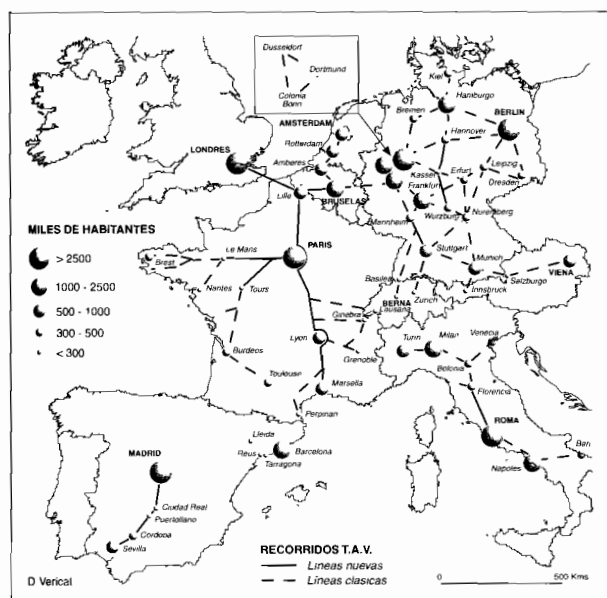 Dusseldorf
Dortmund
Colonia
Bonn
Kiel
Hamburgo
Bremen
AMSTERDAM
Hannover
BERLIN
Rotterdam
LONDRES
Amberes
Kassel
Erfurt
Leipzig
Frankfurt
Dresden
Lille
BRUSELAS
MILES DE HABITANTES
Mannheim
Wurzburg
Nuremberg
> 2500
Le Mans
PARIS
Stuttgart
1000 - 2500
Brest
Munich
Basilea
VIENA
500 - 1000
Nantes
Tours
Salzburgo
BERNA
Zurich
Innsbruck
300 - 500
Ginebra
Lausana
< 300
Lyon
Turin
Milan
Venecia
Burdeos
Grenoble
Bolonia
Toulouse
Marsella
Florencia
Perpinan
Lleida
ROMA
MADRID
Reus
Barcelona
Tarragona
Bari
Napoles
Ciudad Real
Puertollano
Cordoba
Sevilla
RECORRIDOS T.A.V.
Lineas nuevas
Líneas clasicas
D Verical
0 500 Kms